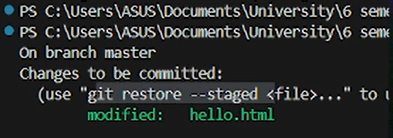 PS C:\Users\ASUS\Documents\University\6 seme
PS C:\Users\ASUS\Documents\University\6 seme
On branch master
Changes to be committed:
(use "git restore --staged <file>..." to u
modified: hello.html